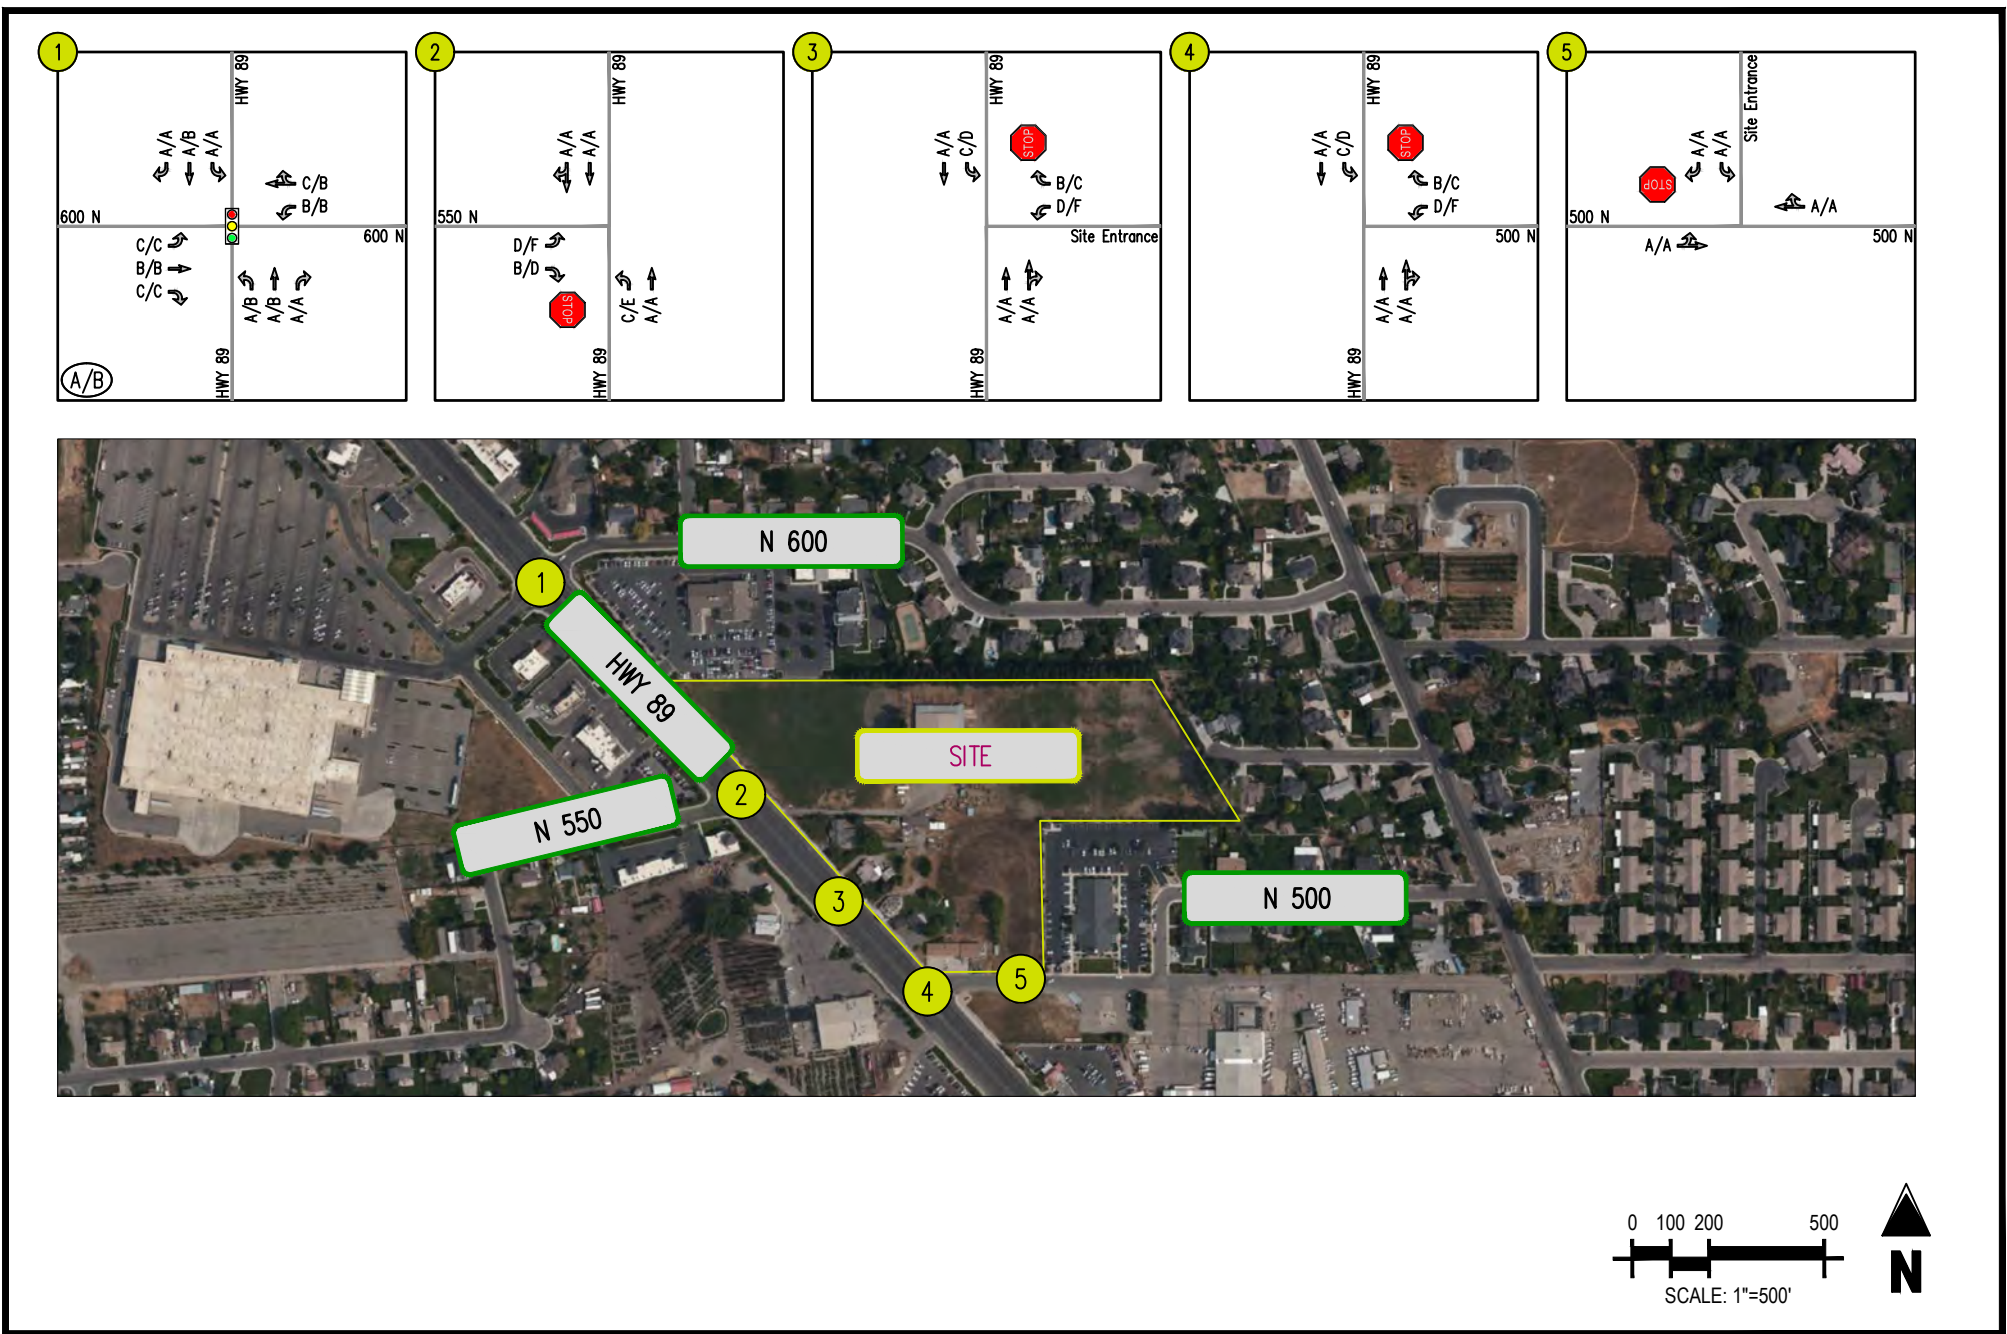 1
HWY 89
A/A
A/B
A/A
C/B
B/B
600 N
600 N
C/C
B/B
C/C
A/B
A/B
A/A
HWY 89
A/B
2
HWY 89
A/A
A/A
550 N
D/F
B/D
STOP
C/E
A/A
HWY 89
3
HWY 89
A/A
C/D
STOP
B/C
D/F
Site Entrance
A/A
A/A
HWY 89
4
HWY 89
A/A
C/D
STOP
B/C
D/F
500 N
A/A
A/A
HWY 89
5
Site Entrance
A/A
A/A
STOP
A/A
500 N
500 N
A/A
N 600
1
HWY 89
SITE
2
N 550
3
N 500
4
5
0 100 200 500
SCALE: 1"=500'
N